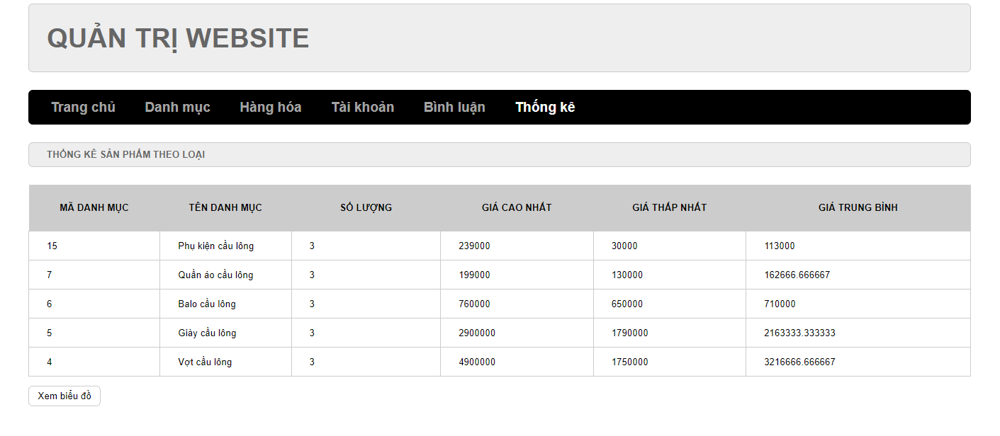 QUẢN TRỊ WEBSITE
Trang chủ Danh mục Hàng hóa Tài khoản Bình luận Thống kê
THỐNG KÊ SẢN PHẨM THEO LOẠI
MÃ DANH MỤC TÊN DANH MỤC SỐ LƯỢNG GIÁ CAO NHẤT GIÁ THẤP NHẤT GIÁ TRUNG BÌNH
15 Phụ kiện cầu lông 3 239000 30000 113000
7 Quần áo cầu lông 3 199000 130000 162666.666667
6 Balo cầu lông 3 760000 650000 710000
5 Giày cầu lông 3 2900000 1790000 2163333.333333
4 Vợt cầu lông 3 4900000 1750000 3216666.666667
Xem biểu đồ